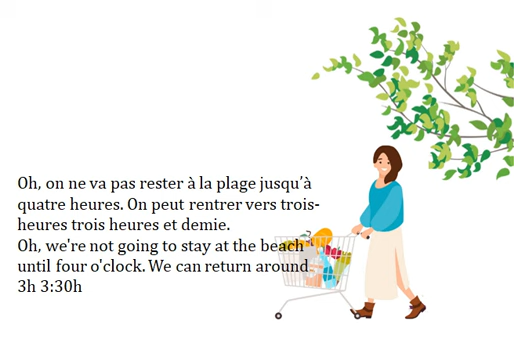 Oh, on ne va pas rester à la plage jusqu'à
quatre heures. On peut rentrer vers trois-
heures trois heures et demie.
Oh, we're not going to stay at the beach
until four o'clock. We can return around
3h 3:30h